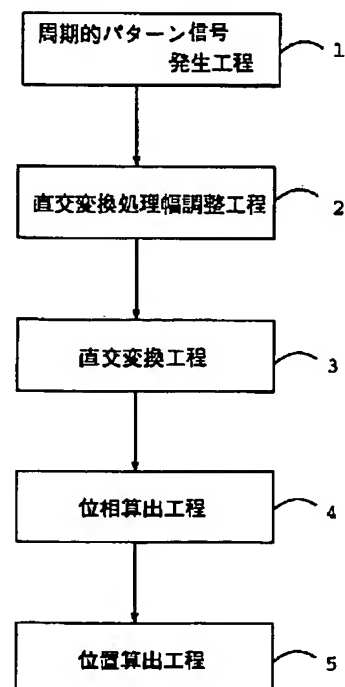 周期的パターン信号
発生工程
1
直交変換処理幅調整工程
2
直交変換工程
3
位相算出工程
4
位置算出工程
5